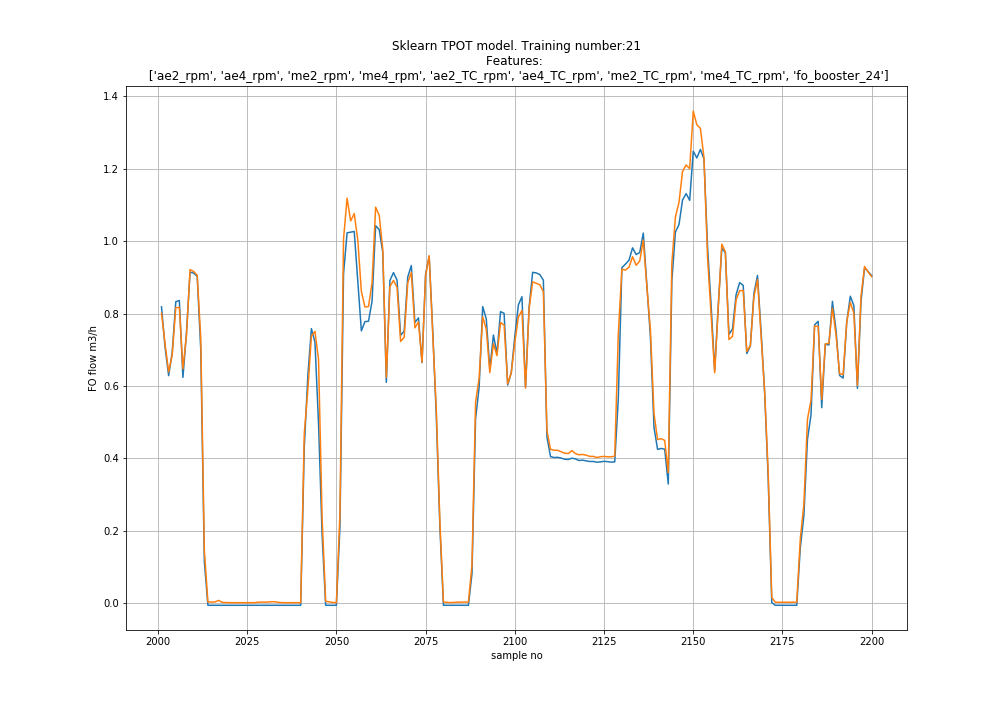 Sklearn TPOT model. Training number:21
Features:
['ae2_rpm', 'ae4_rpm', 'me2_rpm', 'me4_rpm', 'ae2_TC_rpm', 'ae4_TC_rpm', 'me2_TC_rpm', 'me4_TC_rpm', 'fo_booster_24']
FO flow m3/h
1.4
1.2
1.0
0.8
0.6
0.4
0.2
0.0
2000 2025 2050 2075 2100 2125 2150 2175 2200
sample no